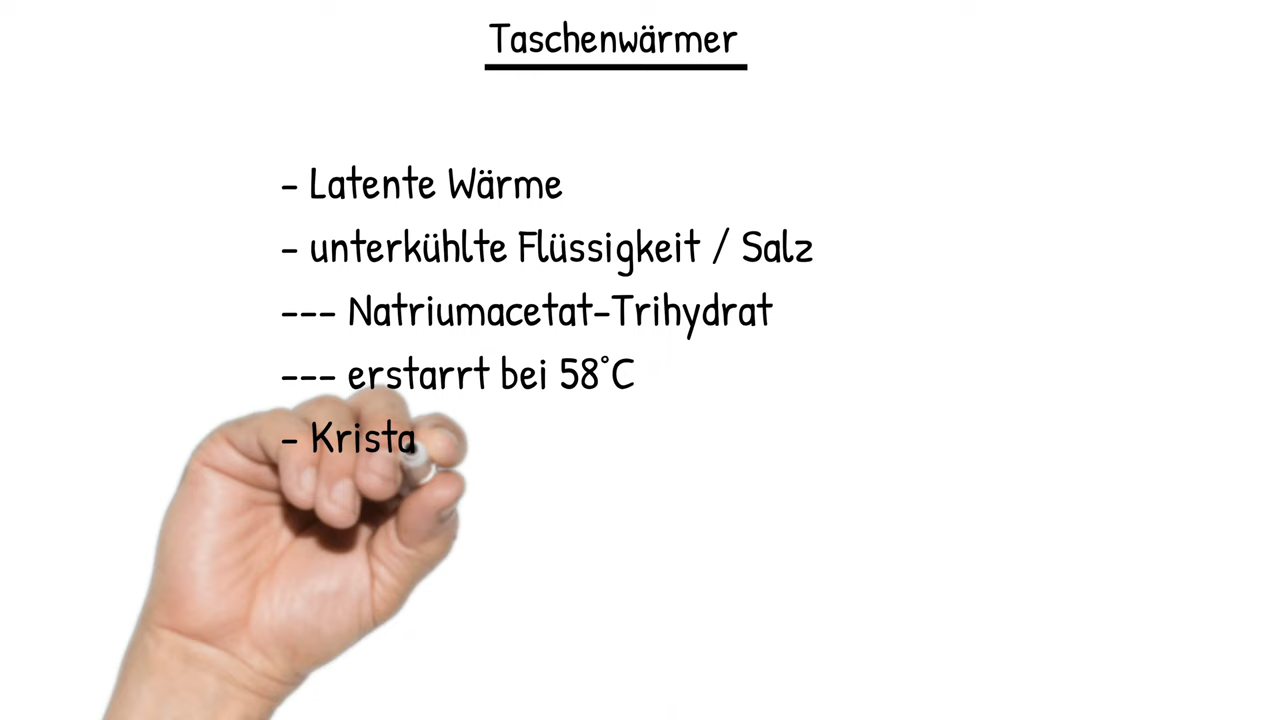 Taschenwärmer
- Latente Wärme
- unterkühlte Flüssigkeit / Salz
--- Natriumacetat-Trihydrat
--- erstarrt bei 58°C
- Krista